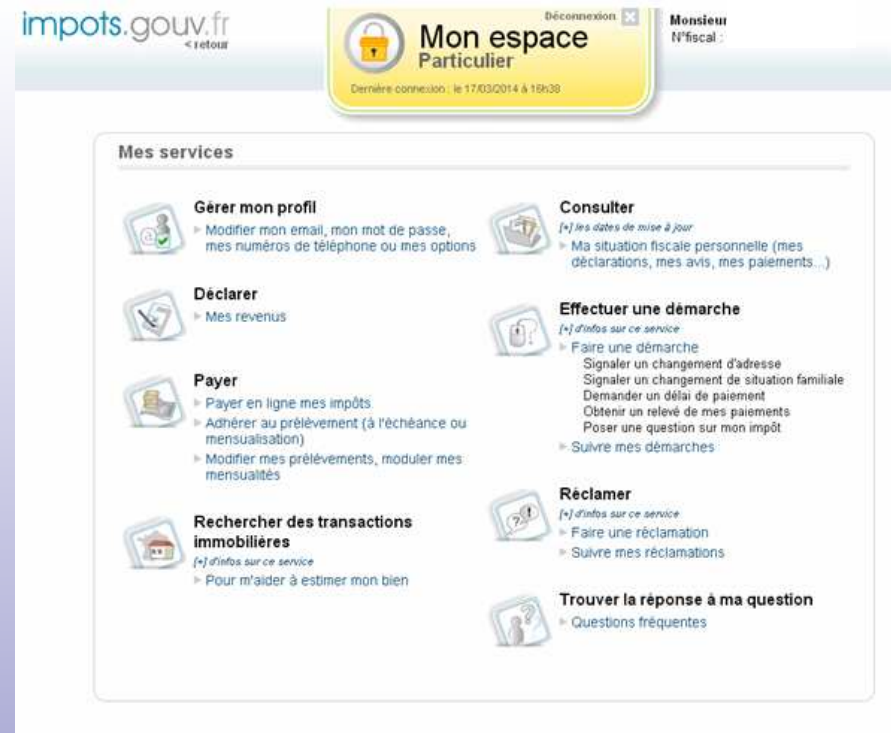 impots.gouv.fr
< retour
Déconnexion
Mon espace
Particulier
Dernière connexion : le 17/03/2014 à 16h38
Monsieur
N°fiscal :
Mes services
Gérer mon profil
Modifier mon email, mon mot de passe,
mes numéros de téléphone ou mes options
Déclarer
Mes revenus
Payer
Payer en ligne mes impôts
Adhérer au prélèvement (à l'échéance ou
mensualisation)
Modifier mes prélèvements, moduler mes
mensualités
Rechercher des transactions
immobilières
[+] d'infos sur ce service
Pour m'aider à estimer mon bien
Consulter
[+] les dates de mise à jour
Ma situation fiscale personnelle (mes
déclarations, mes avis, mes paiements...)
Effectuer une démarche
[+] d'infos sur ce service
Faire une démarche
Signaler un changement d'adresse
Signaler un changement de situation familiale
Demander un délai de paiement
Obtenir un relevé de mes paiements
Poser une question sur mon impôt
Suivre mes démarches
Réclamer
[+] d'infos sur ce service
Faire une réclamation
Suivre mes réclamations
Trouver la réponse à ma question
Questions fréquentes